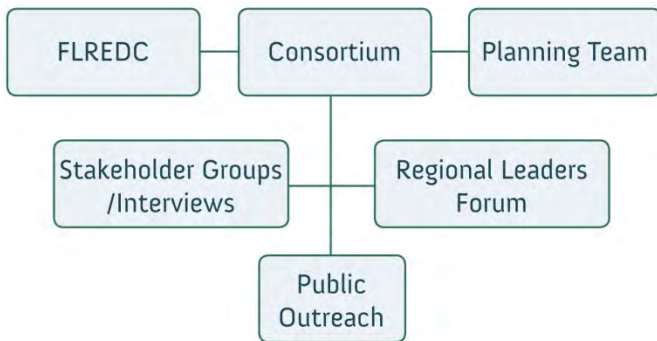 FLREDC
Consortium
Planning Team
Stakeholder Groups
/Interviews
Regional Leaders
Forum
Public
Outreach